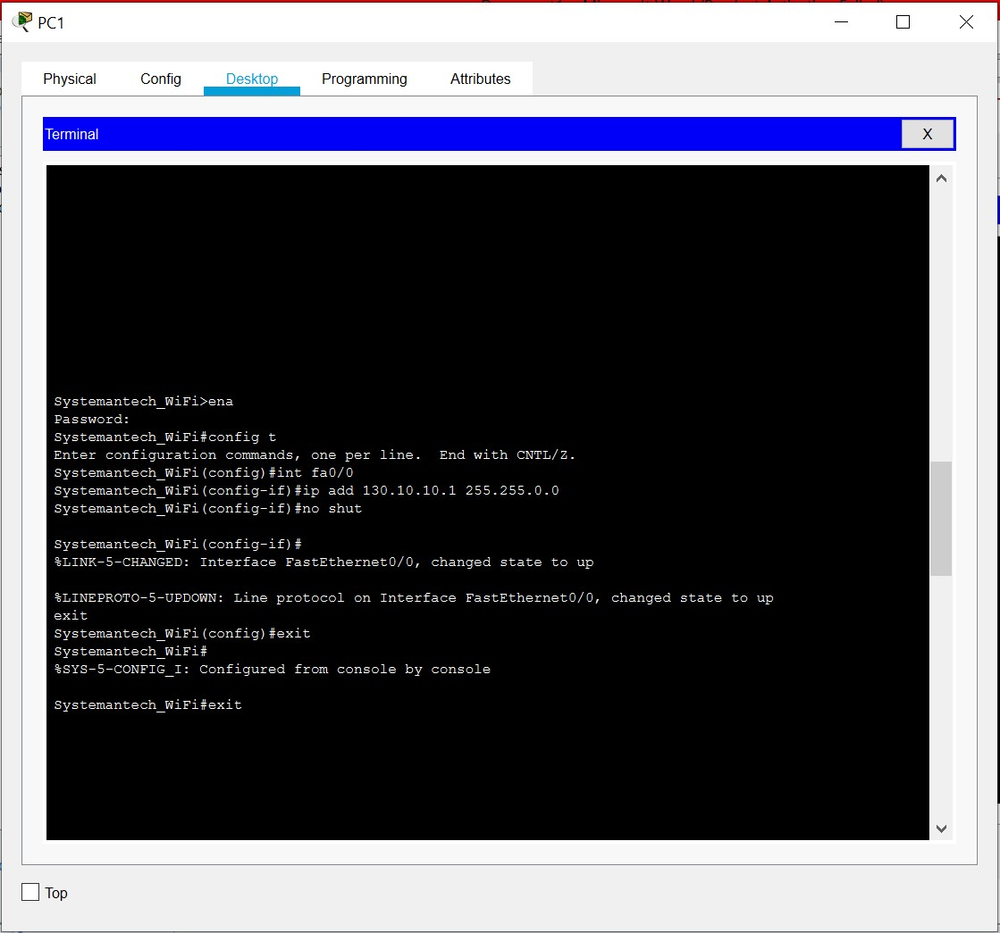 PC1
Physical Config Desktop Programming Attributes
Terminal X
Systemantech_WiFi>ena
Password:
Systemantech_WiFi#config t
Enter configuration commands, one per line.  End with CNTL/Z.
Systemantech_WiFi(config)#int fa0/0
Systemantech_WiFi(config-if)#ip add 130.10.10.1 255.255.0.0
Systemantech_WiFi(config-if)#no shut
Systemantech_WiFi(config-if)#
%LINK-5-CHANGED: Interface FastEthernet0/0, changed state to up
%LINEPROTO-5-UPDOWN: Line protocol on Interface FastEthernet0/0, changed state to up
exit
Systemantech_WiFi(config)#exit
Systemantech_WiFi#
%SYS-5-CONFIG_I: Configured from console by console
Systemantech_WiFi#exit
Top